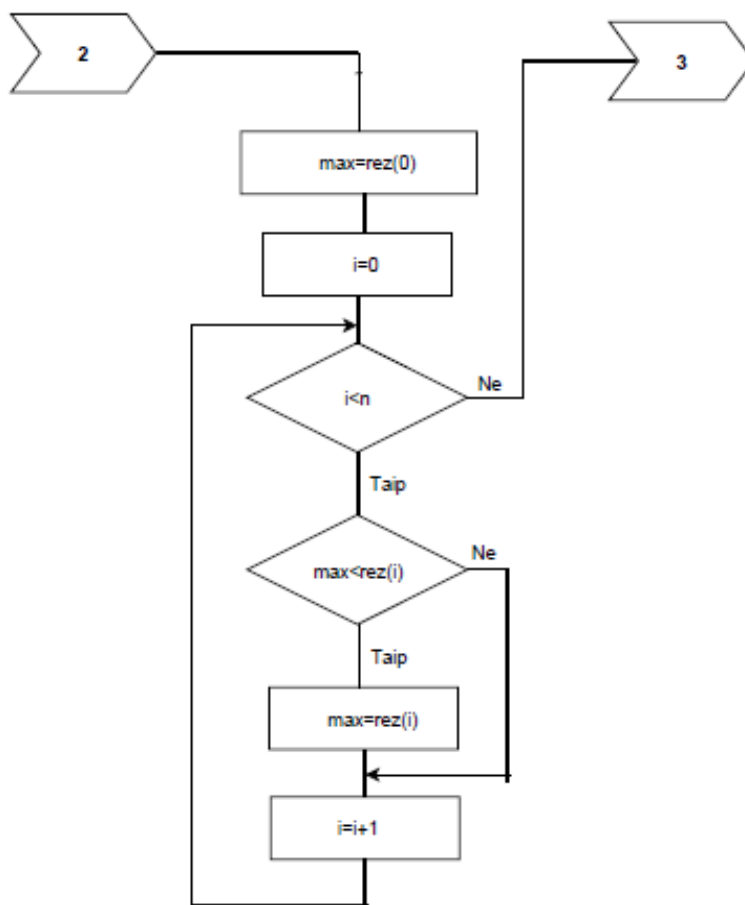 2
3
max=rez(0)
i=0
i<n
Ne
Taip
max<rez(i)
Ne
Taip
max=rez(i)
i=i+1